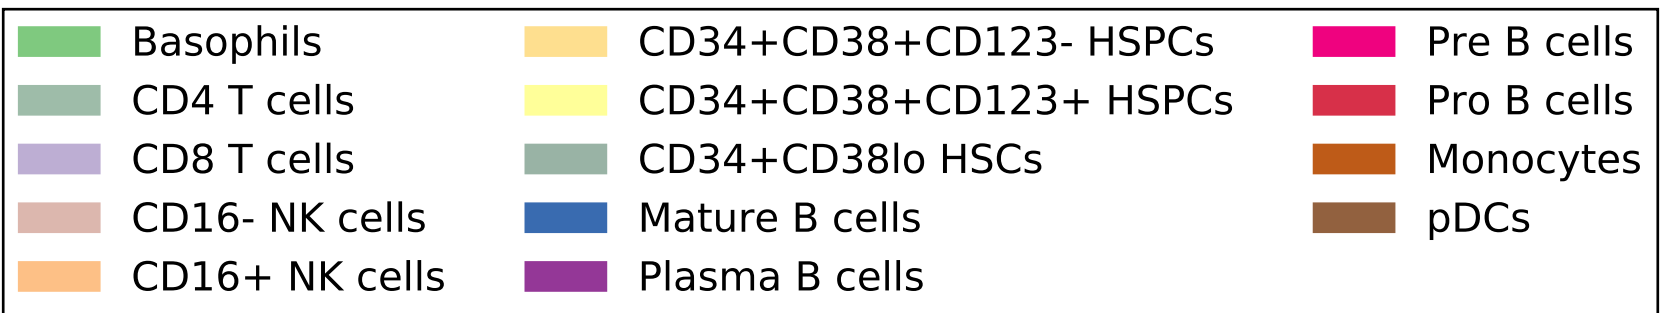 Basophils
CD4 T cells
CD8 T cells
CD16- NK cells
CD16+ NK cells
CD34+CD38+CD123- HSPCs
CD34+CD38+CD123+ HSPCs
CD34+CD38lo HSCs
Mature B cells
Plasma B cells
Pre B cells
Pro B cells
Monocytes
pDCs